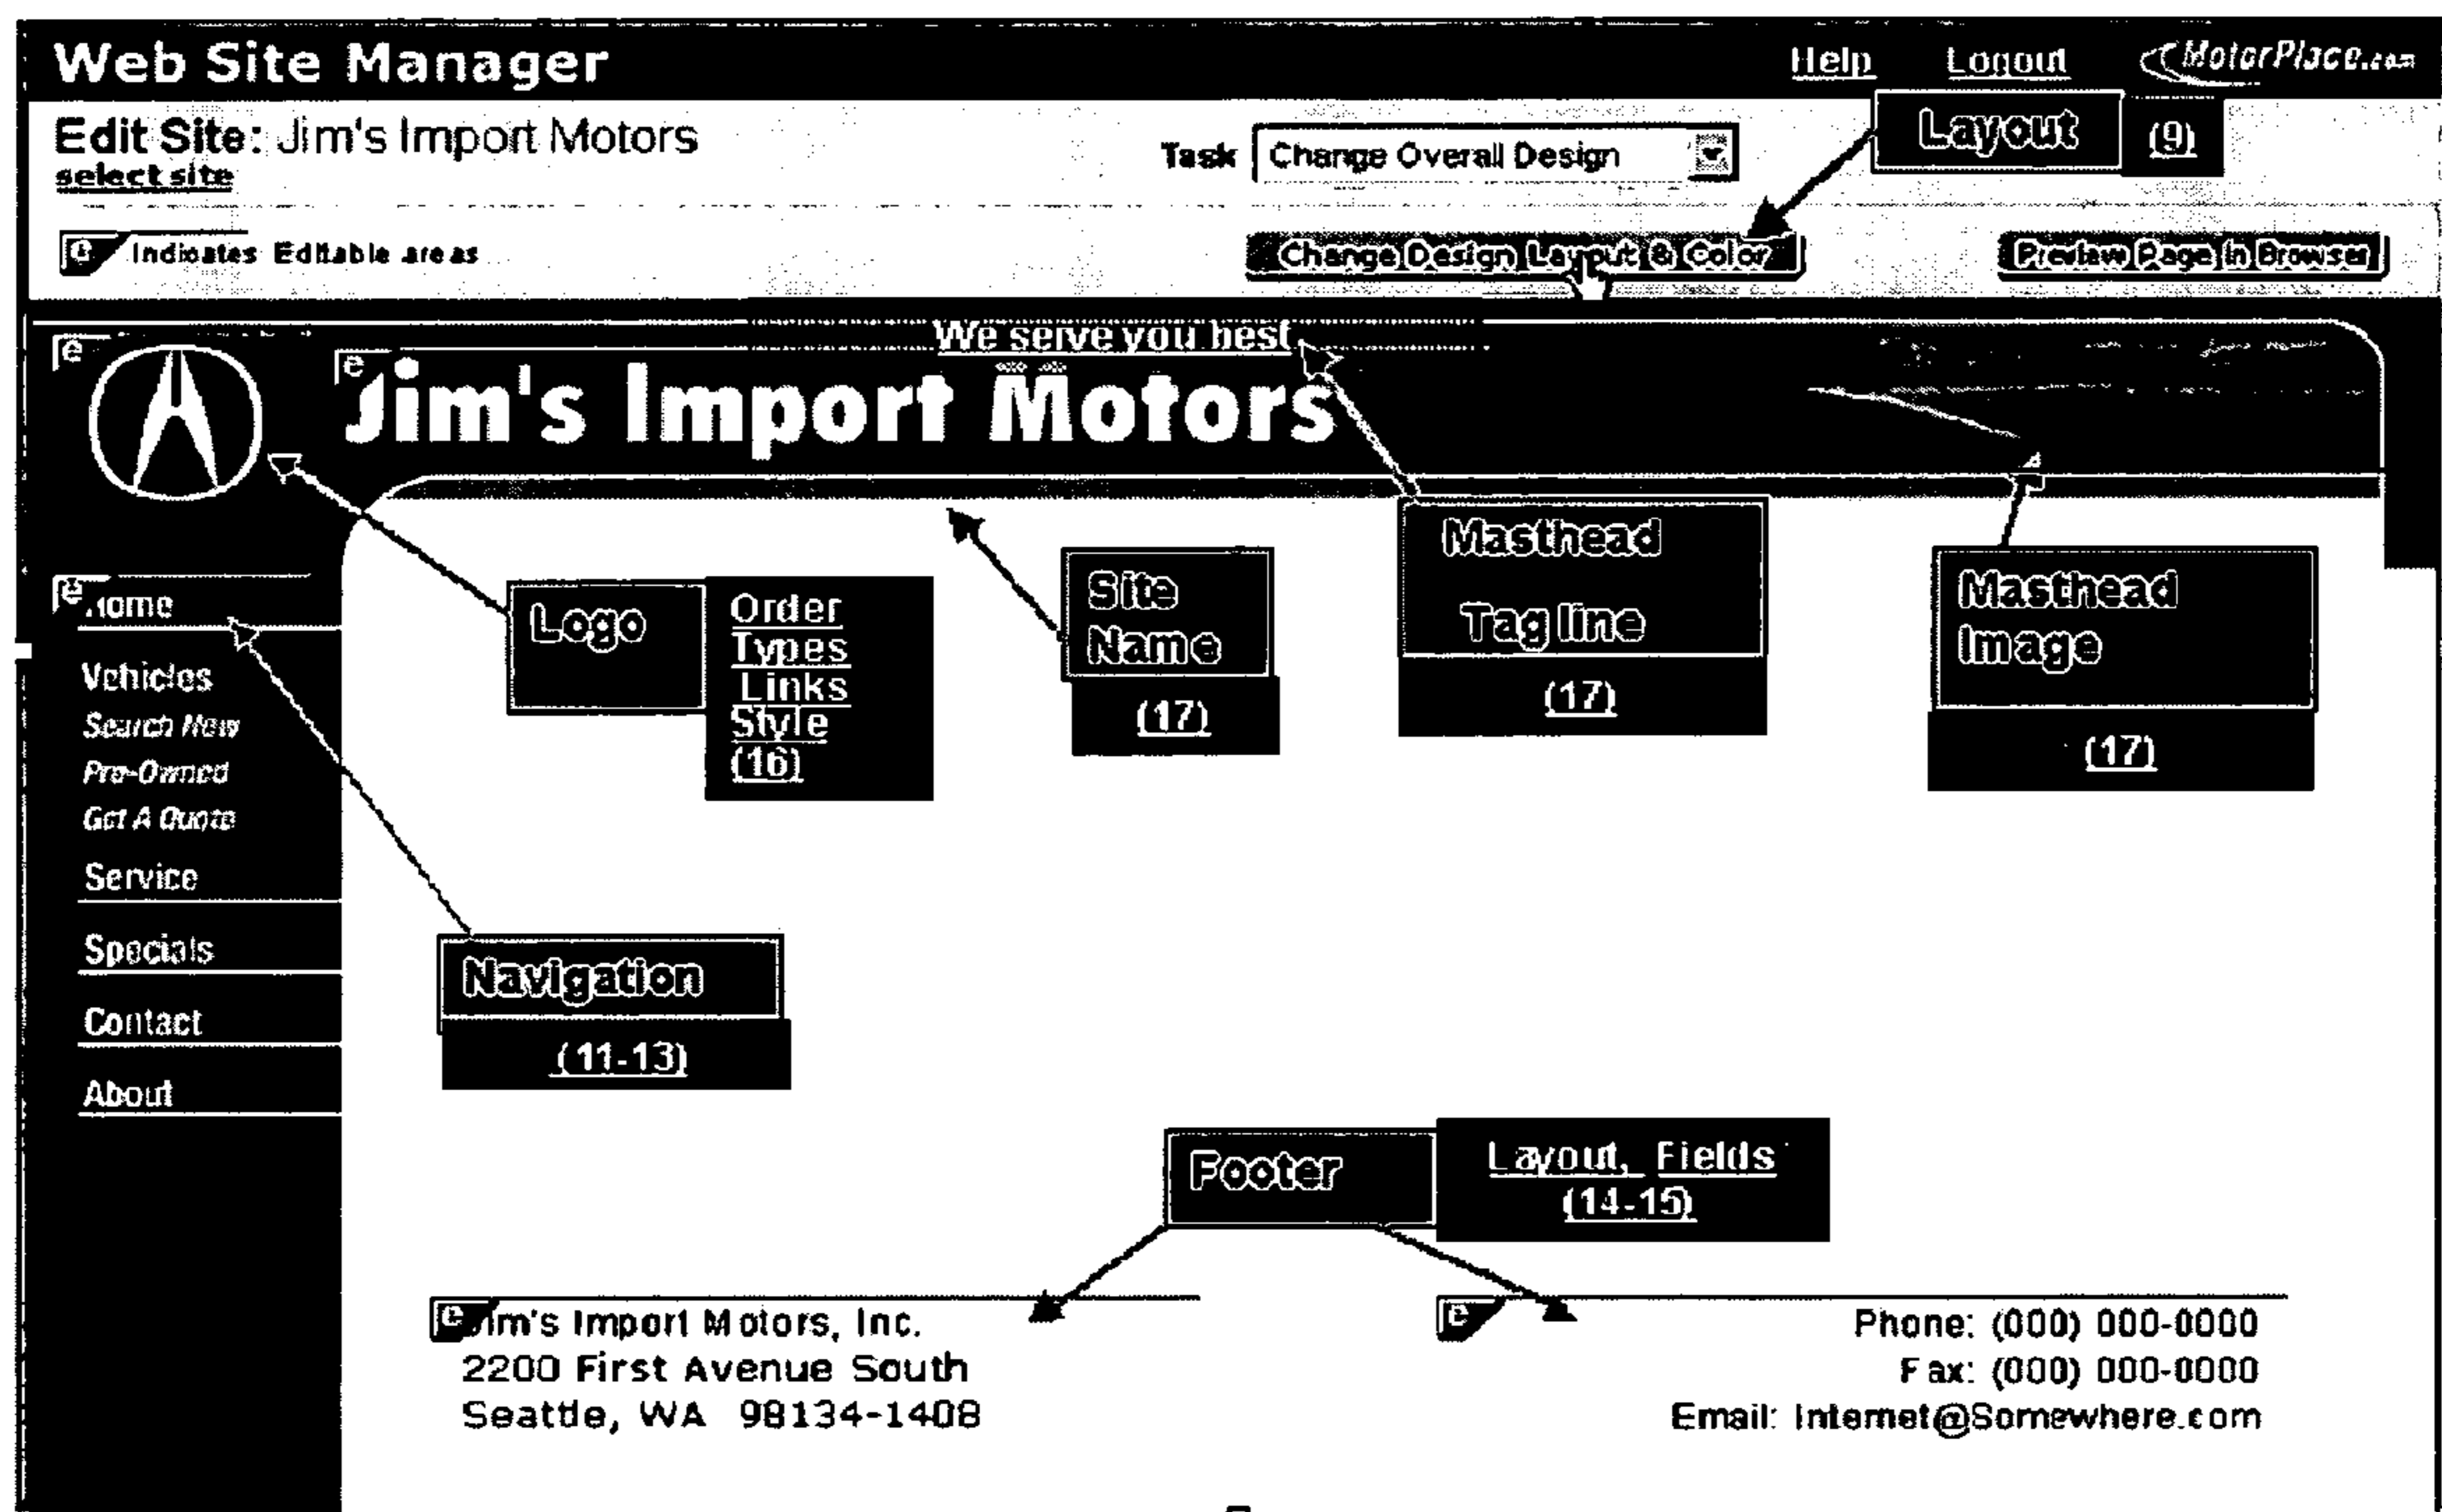 Web Site Manager
Help Logout MotorPlace.com
Edit Site: Jim's Import Motors
select site
Task Change Overall Design
Layout (9)
e Indicates Editable areas
Change Design Layout & Color
Preview Page In Browser
e
We serve you best
e
Jim's Import Motors
Logo
Order
Types
Links
Style
(16)
Site
Name
(17)
Masthead
Tag line
(17)
Masthead
Image
(17)
e
Home
Vehicles
Search New
Pre-Owned
Get A Quote
Service
Specials
Contact
About
Navigation
(11-13)
Footer
Layout, Fields
(14-15)
e Jim's Import Motors, Inc.
2200 First Avenue South
Seattle, WA 98134-1408
e
Phone: (000) 000-0000
Fax: (000) 000-0000
Email: Internet@Somewhere.com